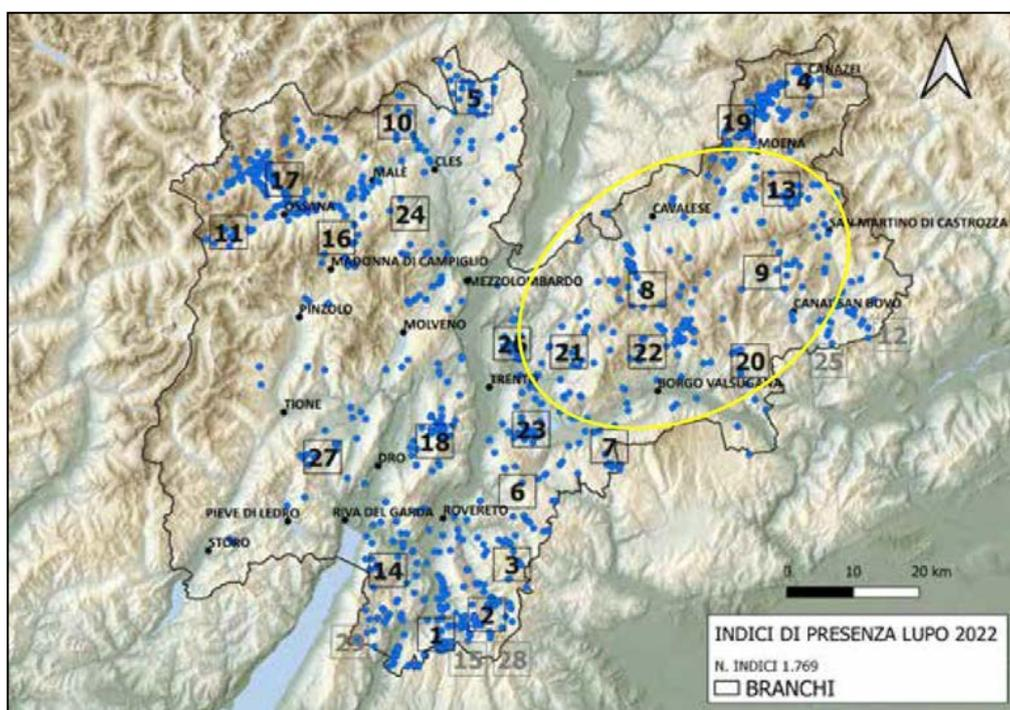 CANAZEI
4
5
10
19
MOENA
CLES
MALE
17
13
OSSANA
24
CAVALESE
SAN MARTINO DI CASTROZZA
11
16
MADONNA DI CAMPIGLIO
9
MEZZOLOMBARDO
8
PINZOLO
CANAL SAN BOVO
MOLVENO
12
26
21
22
20
25
TRENTO
BORGO VALSUGANA
TIONE
23
18
7
27
DRO
6
PIEVE DI LEDRO
RIVA DEL GARDA
ROVERETO
STORO
3
14
0 10 20 km
2
1
29
15
28
INDICI DI PRESENZA LUPO 2022
N. INDICI 1.769
BRANCHI